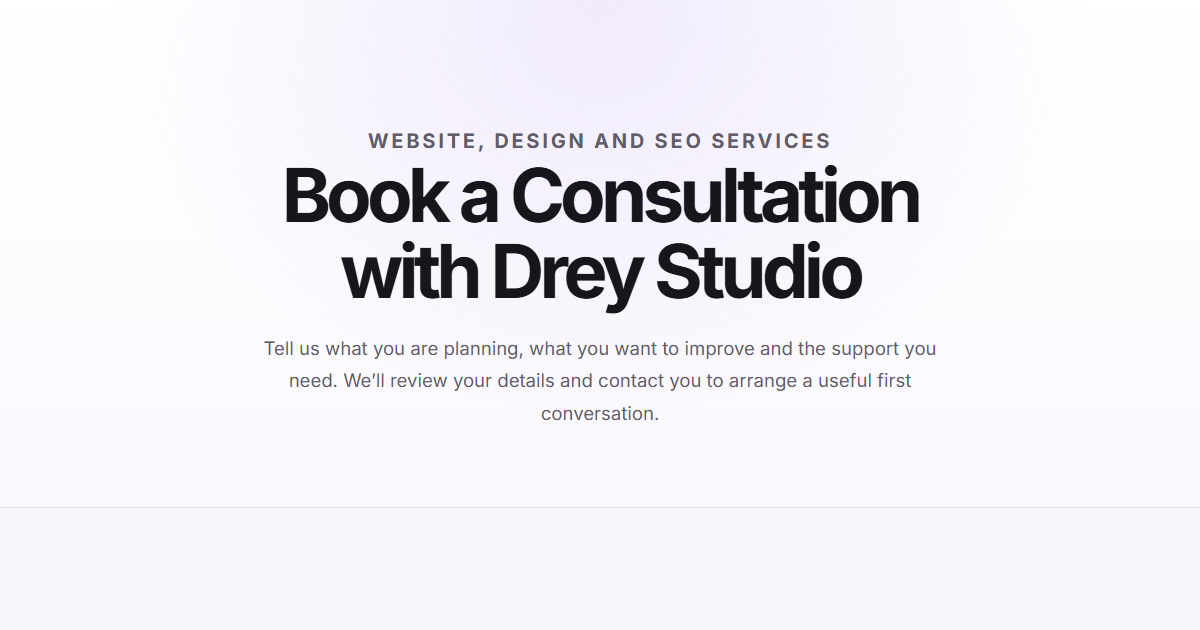 WEBSITE, DESIGN AND SEO SERVICES
Book a Consultation
with Drey Studio
Tell us what you are planning, what you want to improve and the support you
need. We’ll review your details and contact you to arrange a useful first
conversation.